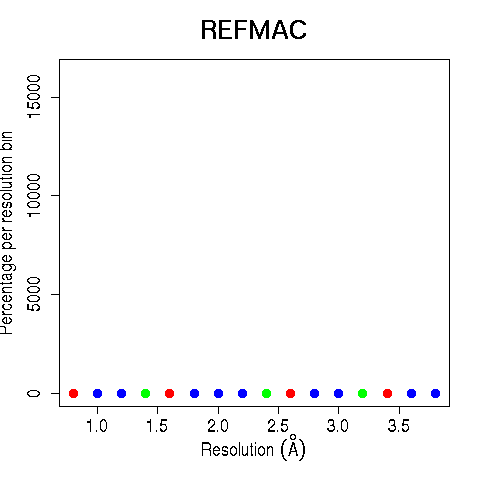 REFMAC
Percentage per resolution bin
15000
10000
5000
0
1.0 1.5 2.0 2.5 3.0 3.5
Resolution (Å)